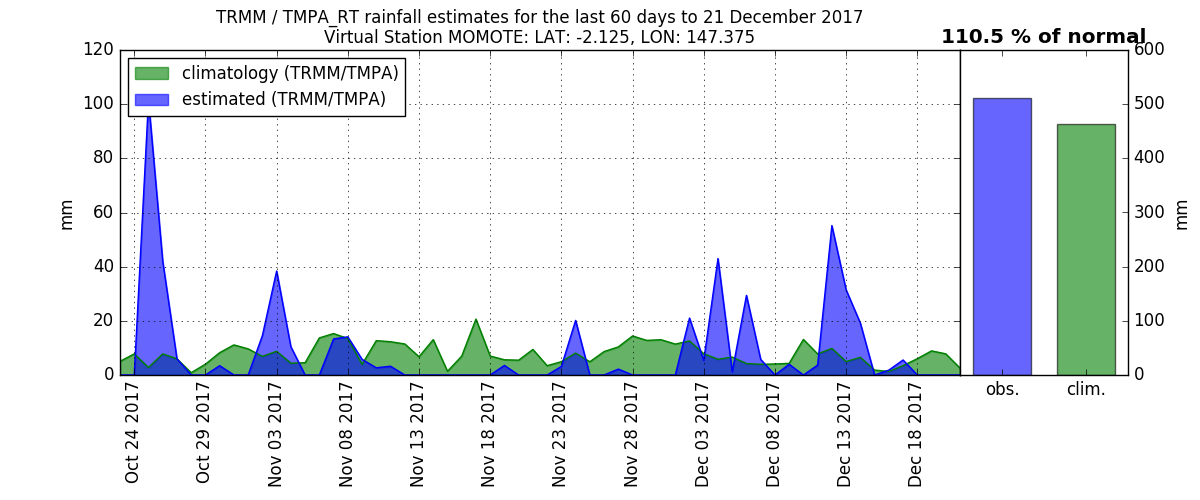 TRMM / TMPA_RT rainfall estimates for the last 60 days to 21 December 2017
Virtual Station MOMOTE: LAT: -2.125, LON: 147.375
110.5 % of normal
climatology (TRMM/TMPA)
estimated (TRMM/TMPA)
120
100
80
60
40
20
0
mm
Oct 24 2017
Oct 29 2017
Nov 03 2017
Nov 08 2017
Nov 13 2017
Nov 18 2017
Nov 23 2017
Nov 28 2017
Dec 03 2017
Dec 08 2017
Dec 13 2017
Dec 18 2017
600
500
400
300
200
100
0
mm
obs.
clim.